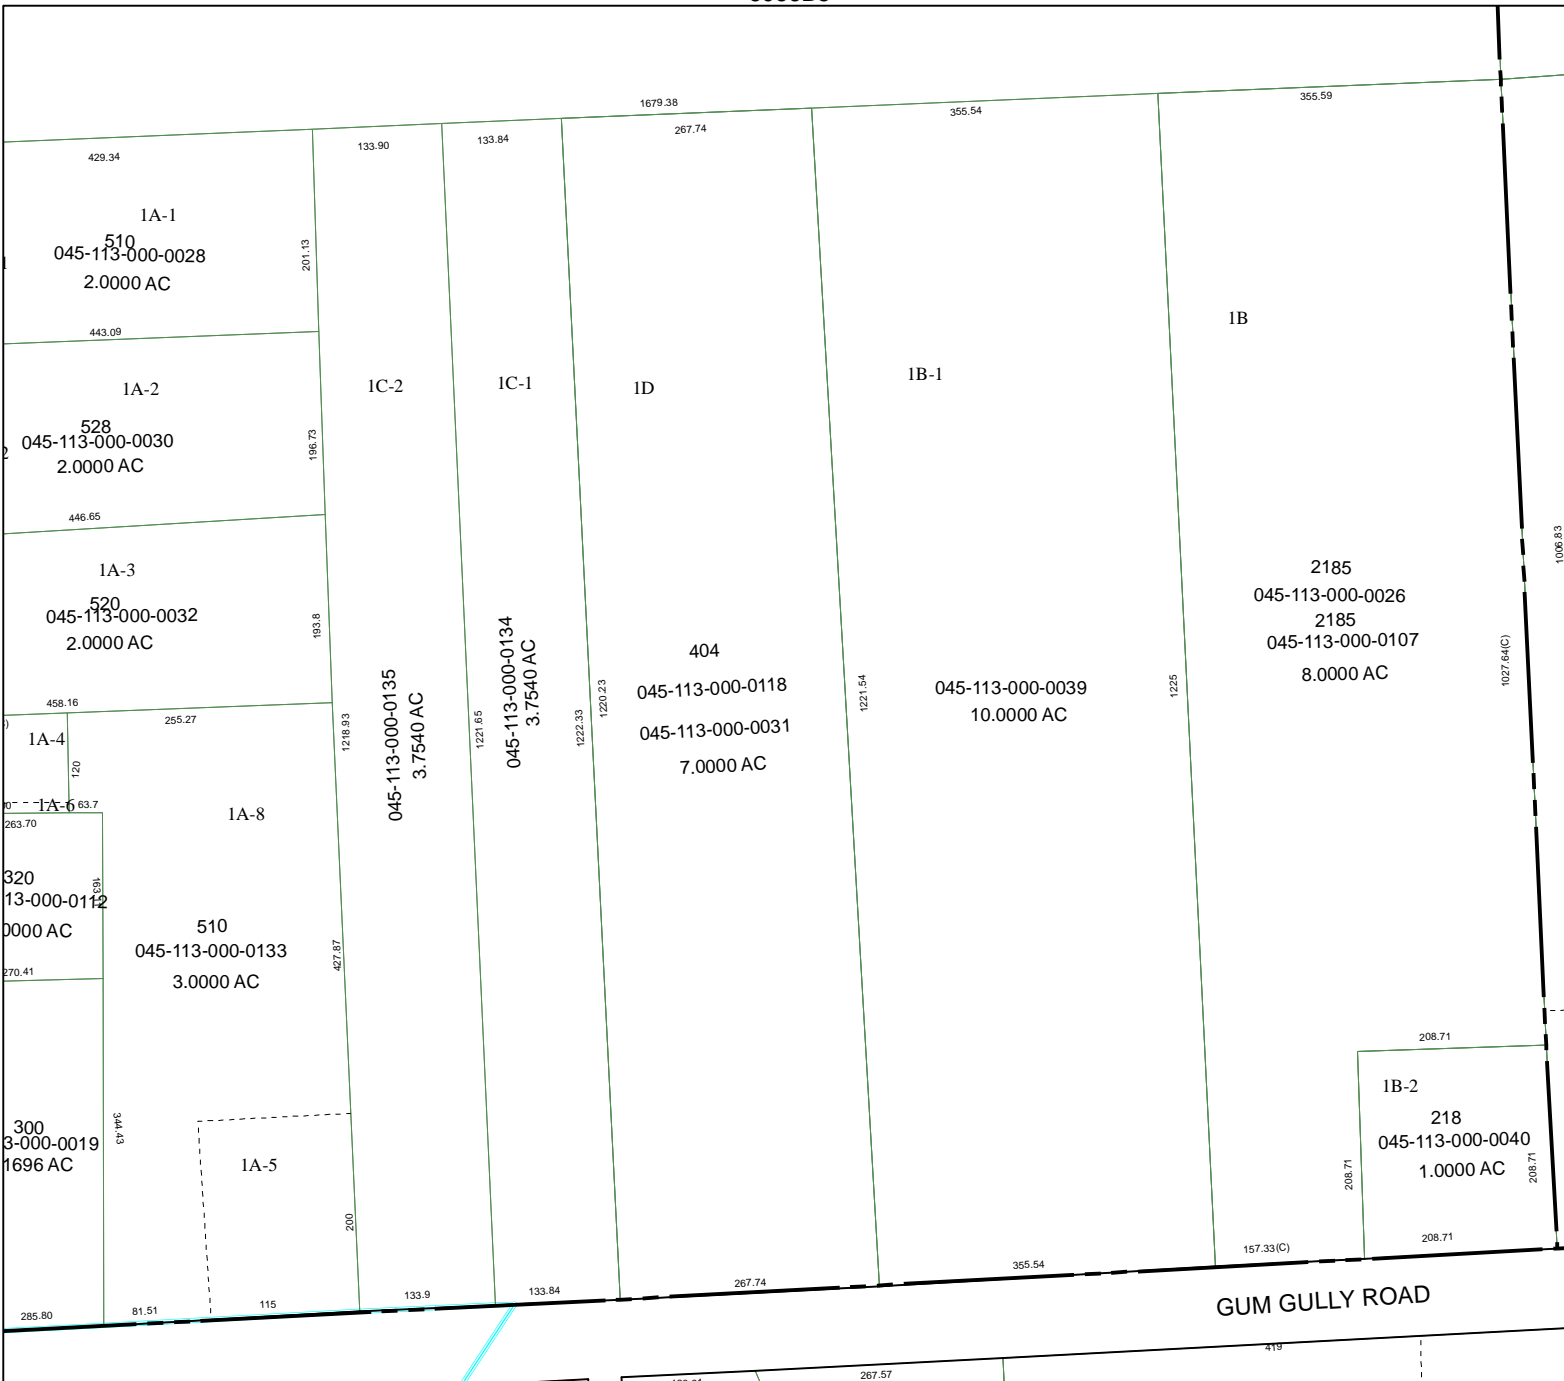 1679.38
355.54
355.59
429.34
133.90
133.84
267.74
1A-1
510
045-113-000-0028
2.0000 AC
201.13
443.09
1B
1A-2
1C-2
1C-1
1D
1B-1
528
045-113-000-0030
2.0000 AC
196.73
446.65
1A-3
520
045-113-000-0032
2.0000 AC
193.8
458.16
255.27
1A-4
120
1A-6
63.7
263.70
1A-8
1218.93
045-113-000-0135
3.7540 AC
1221.65
045-113-000-0134
3.7540 AC
1222.33
1220.23
404
045-113-000-0118
045-113-000-0031
7.0000 AC
1221.54
045-113-000-0039
10.0000 AC
1225
2185
045-113-000-0026
2185
045-113-000-0107
8.0000 AC
1027.64(C)
1006.83
320
13-000-0112
0000 AC
510
045-113-000-0133
3.0000 AC
427.87
270.41
344.43
300
3-000-0019
1696 AC
1A-5
200
208.71
1B-2
218
045-113-000-0040
1.0000 AC
208.71
208.71
285.80
81.51
115
133.9
133.84
267.74
355.54
157.33(C)
208.71
GUM GULLY ROAD
267.57
419